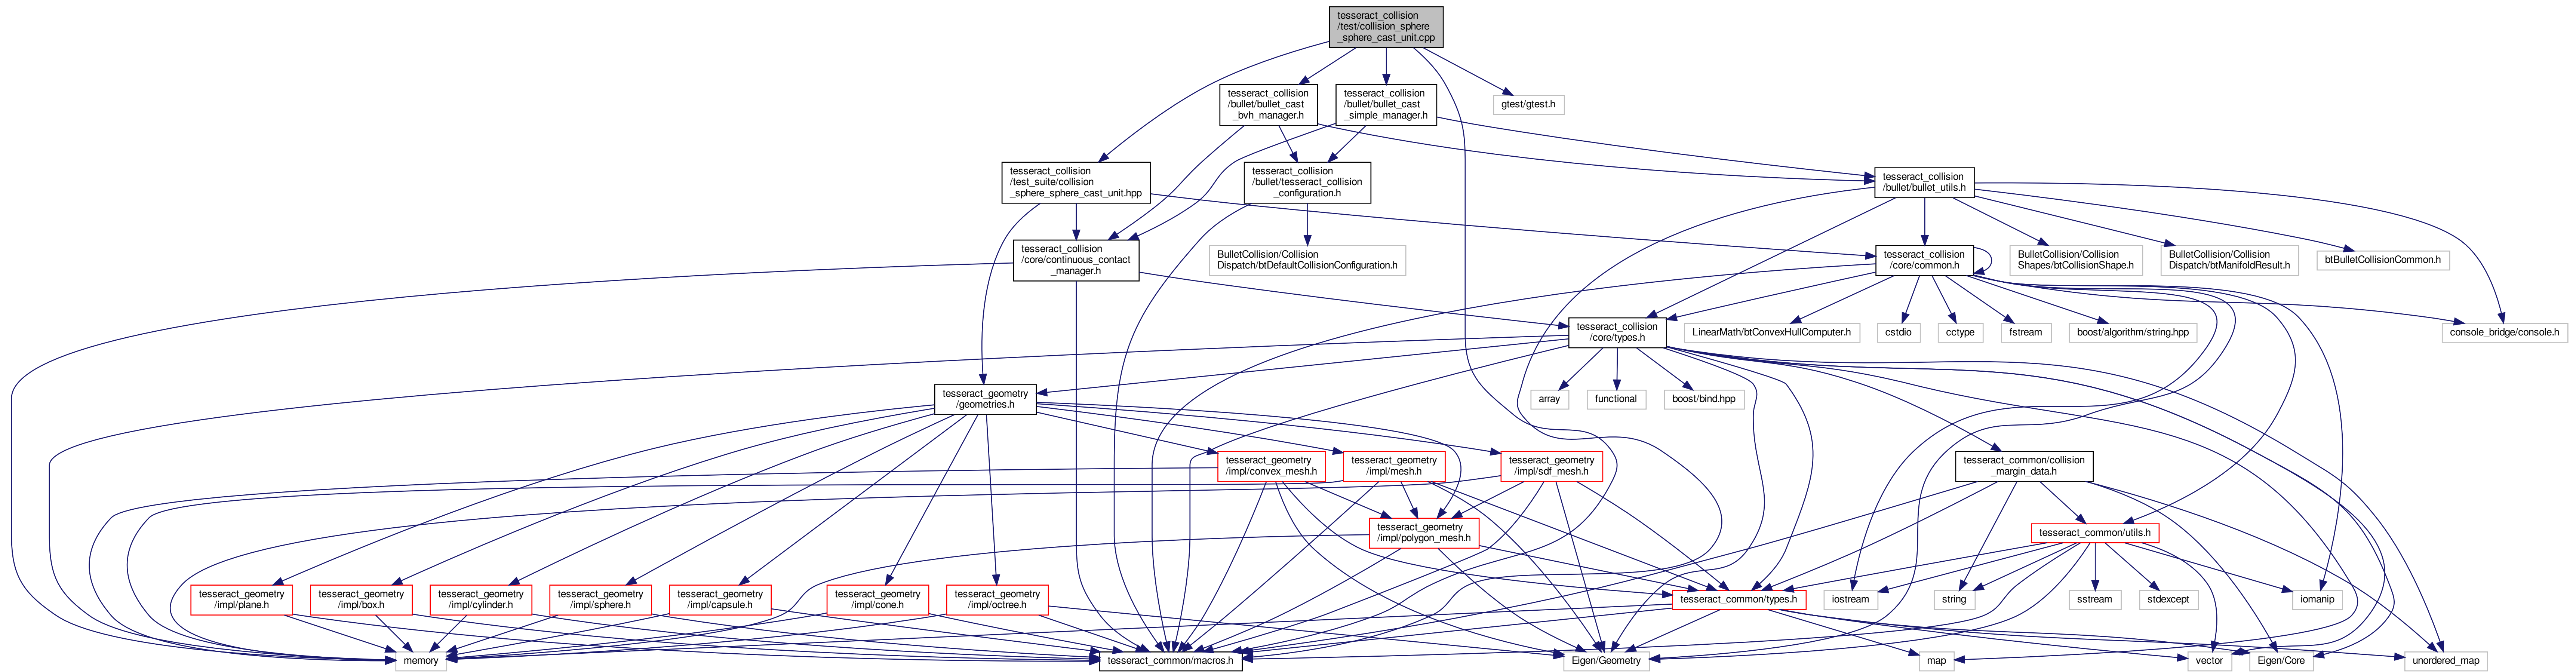 tesseract_collision
/test/collision_sphere
_sphere_cast_unit.cpp
tesseract_collision
/bullet/bullet_cast
_bvh_manager.h
tesseract_collision
/bullet/bullet_cast
_simple_manager.h
gtest/gtest.h
tesseract_collision
/test_suite/collision
_sphere_sphere_cast_unit.hpp
tesseract_collision
/bullet/tesseract_collision
_configuration.h
tesseract_collision
/bullet/bullet_utils.h
tesseract_collision
/core/continuous_contact
_manager.h
BulletCollision/Collision
Dispatch/btDefaultCollisionConfiguration.h
tesseract_collision
/core/common.h
BulletCollision/Collision
Shapes/btCollisionShape.h
BulletCollision/Collision
Dispatch/btManifoldResult.h
btBulletCollisionCommon.h
tesseract_collision
/core/types.h
LinearMath/btConvexHullComputer.h
cstdio
cctype
fstream
boost/algorithm/string.hpp
console_bridge/console.h
tesseract_geometry
/geometries.h
array
functional
boost/bind.hpp
tesseract_geometry
/impl/convex_mesh.h
tesseract_geometry
/impl/mesh.h
tesseract_geometry
/impl/sdf_mesh.h
tesseract_common/collision
_margin_data.h
tesseract_geometry
/impl/polygon_mesh.h
tesseract_common/utils.h
tesseract_geometry
/impl/plane.h
tesseract_geometry
/impl/box.h
tesseract_geometry
/impl/cylinder.h
tesseract_geometry
/impl/sphere.h
tesseract_geometry
/impl/capsule.h
tesseract_geometry
/impl/cone.h
tesseract_geometry
/impl/octree.h
tesseract_common/types.h
iostream
string
sstream
stdexcept
iomanip
memory
tesseract_common/macros.h
Eigen/Geometry
map
vector
Eigen/Core
unordered_map